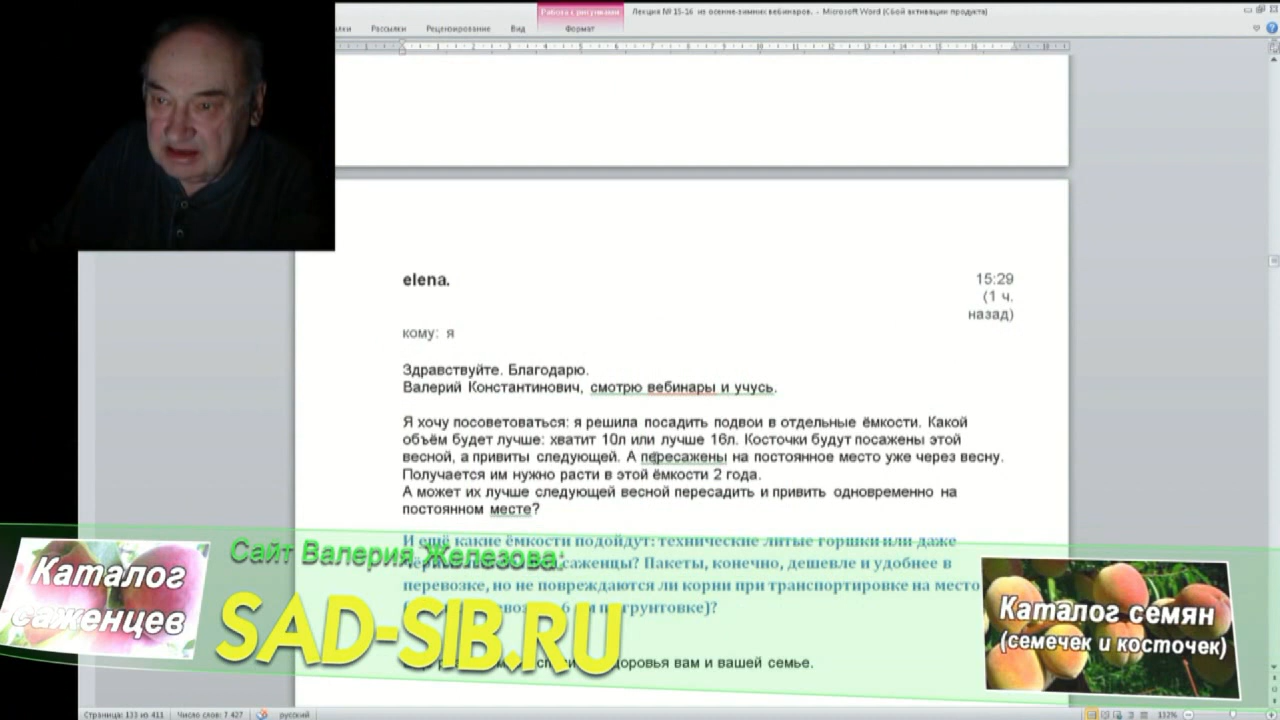 Работа с рисунками
Лекция № 15-16 из осенне-зимних вебинаров. - Microsoft Word (Сбой активации продукта)
Рассылки Рецензирование Вид Формат
elena.
15:29
(1 ч.
назад)
кому: я
Здравствуйте. Благодарю.
Валерий Константинович, смотрю вебинары и учусь.
Я хочу посоветоваться: я решила посадить подвои в отдельные ёмкости. Какой
объём будет лучше: хватит 10л или лучше 16л. Косточки будут посажены этой
весной, а привиты следующей. А пересажены на постоянное место уже через весну.
Получается им нужно расти в этой ёмкости 2 года.
А может их лучше следующей весной пересадить и привить одновременно на
постоянном месте?
И ещё какие ёмкости подойдут: технические литые горшки или даже
саженцы? Пакеты, конечно, дешевле и удобнее в
перевозке, но не повреждаются ли корни при транспортировке на место
грунтовке)?
Сайт Валерия Железова:
SAD-SIB.RU
Каталог
саженцев
Каталог семян
(семечек и косточек)
здоровья вам и вашей семье.
Страница: 133 из 411 Число слов: 7 427 русский 132%